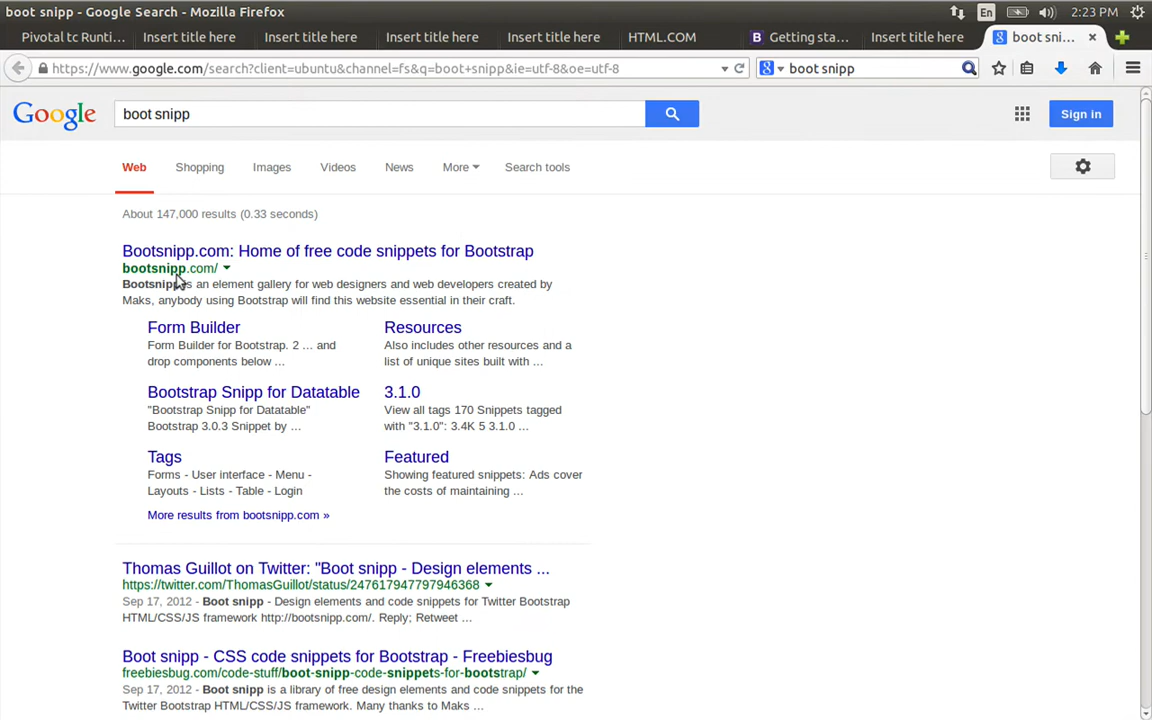 boot snipp - Google Search - Mozilla Firefox
En
2:23 PM
Pivotal tc Runti...
Insert title here
Insert title here
Insert title here
Insert title here
HTML.COM
B Getting sta...
Insert title here
8 boot sni...
https://www.google.com/search?client=ubuntu&channel=fs&q=boot+snipp&ie=utf-8&oe=utf-8
8 boot snipp
Google
boot snipp
Sign in
Web Shopping Images Videos News More Search tools
About 147,000 results (0.33 seconds)
Bootsnipp.com: Home of free code snippets for Bootstrap
bootsnipp.com/
Bootsnipp is an element gallery for web designers and web developers created by
Maks, anybody using Bootstrap will find this website essential in their craft.
Form Builder
Form Builder for Bootstrap. 2 ... and
drop components below ...
Resources
Also includes other resources and a
list of unique sites built with ...
Bootstrap Snipp for Datatable
"Bootstrap Snipp for Datatable"
Bootstrap 3.0.3 Snippet by ...
3.1.0
View all tags 170 Snippets tagged
with "3.1.0": 3.4K 5 3.1.0 ...
Tags
Forms - User interface - Menu -
Layouts - Lists - Table - Login
Featured
Showing featured snippets: Ads cover
the costs of maintaining ...
More results from bootsnipp.com »
Thomas Guillot on Twitter: "Boot snipp - Design elements ...
https://twitter.com/ThomasGuillot/status/247617947797946368
Sep 17, 2012 - Boot snipp - Design elements and code snippets for Twitter Bootstrap
HTML/CSS/JS framework http://bootsnipp.com/. Reply; Retweet ...
Boot snipp - CSS code snippets for Bootstrap - Freebiesbug
freebiesbug.com/code-stuff/boot-snipp-code-snippets-for-bootstrap/
Sep 17, 2012 - Boot snipp is a library of free design elements and code snippets for the
Twitter Bootstrap HTML/CSS/JS framework. Many thanks to Maks ...